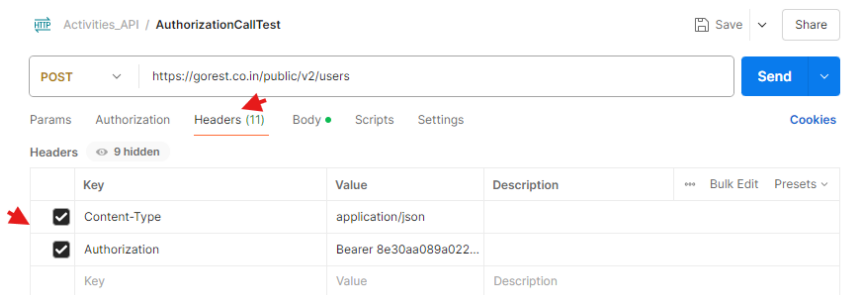 HTTP Activities_API / AuthorizationCallTest Save Share
POST https://gorest.co.in/public/v2/users Send
Params Authorization Headers (11) Body Scripts Settings Cookies
Headers 9 hidden
Key Value Description ••• Bulk Edit Presets
Content-Type application/json
Authorization Bearer 8e30aa089a022...
Key Value Description